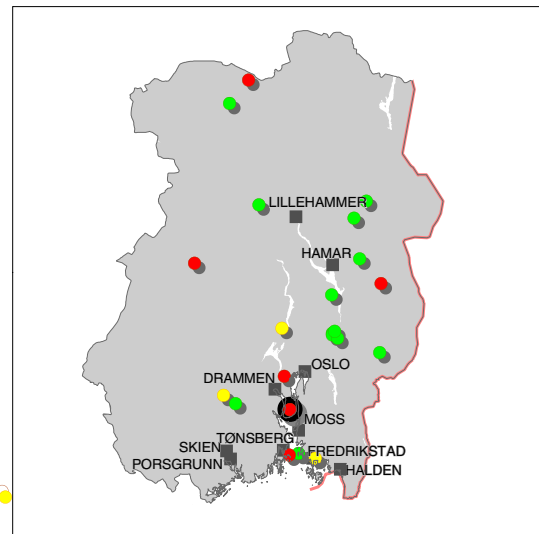 LILLEHAMMER
HAMAR
OSLO
DRAMMEN
MOSS
TØNSBERG
SKIEN
FREDRIKSTAD
PORSGRUNN
HALDEN